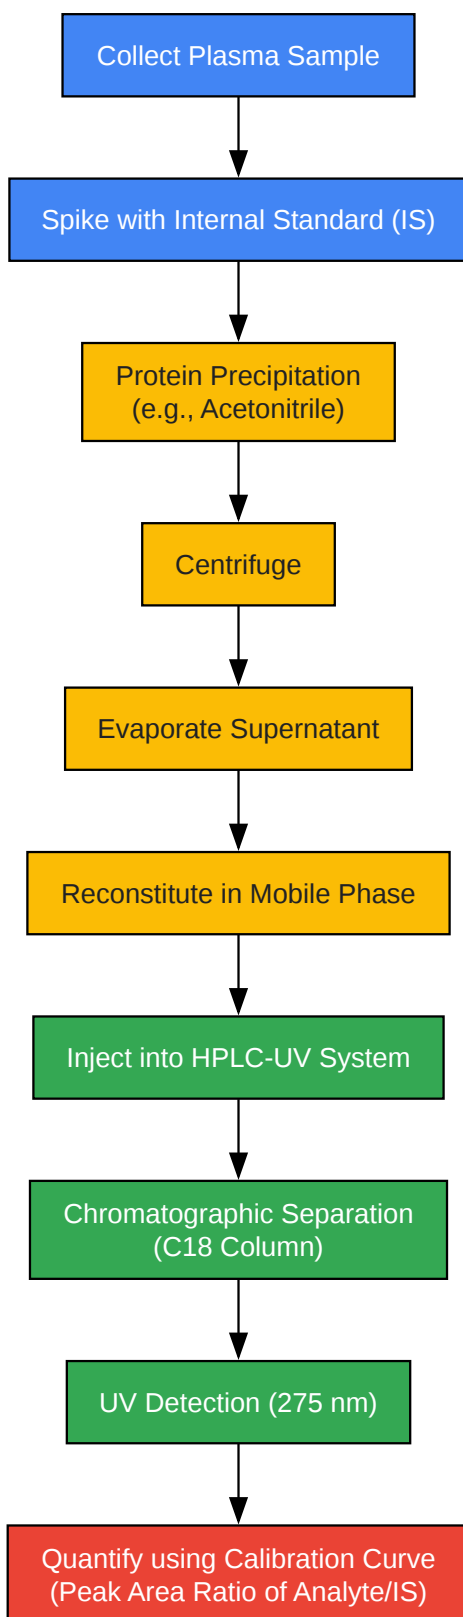 Collect Plasma Sample
Spike with Internal Standard (IS)
Protein Precipitation
(e.g., Acetonitrile)
Centrifuge
Evaporate Supernatant
Reconstitute in Mobile Phase
Inject into HPLC-UV System
Chromatographic Separation
(C18 Column)
UV Detection (275 nm)
Quantify using Calibration Curve
(Peak Area Ratio of Analyte/IS)